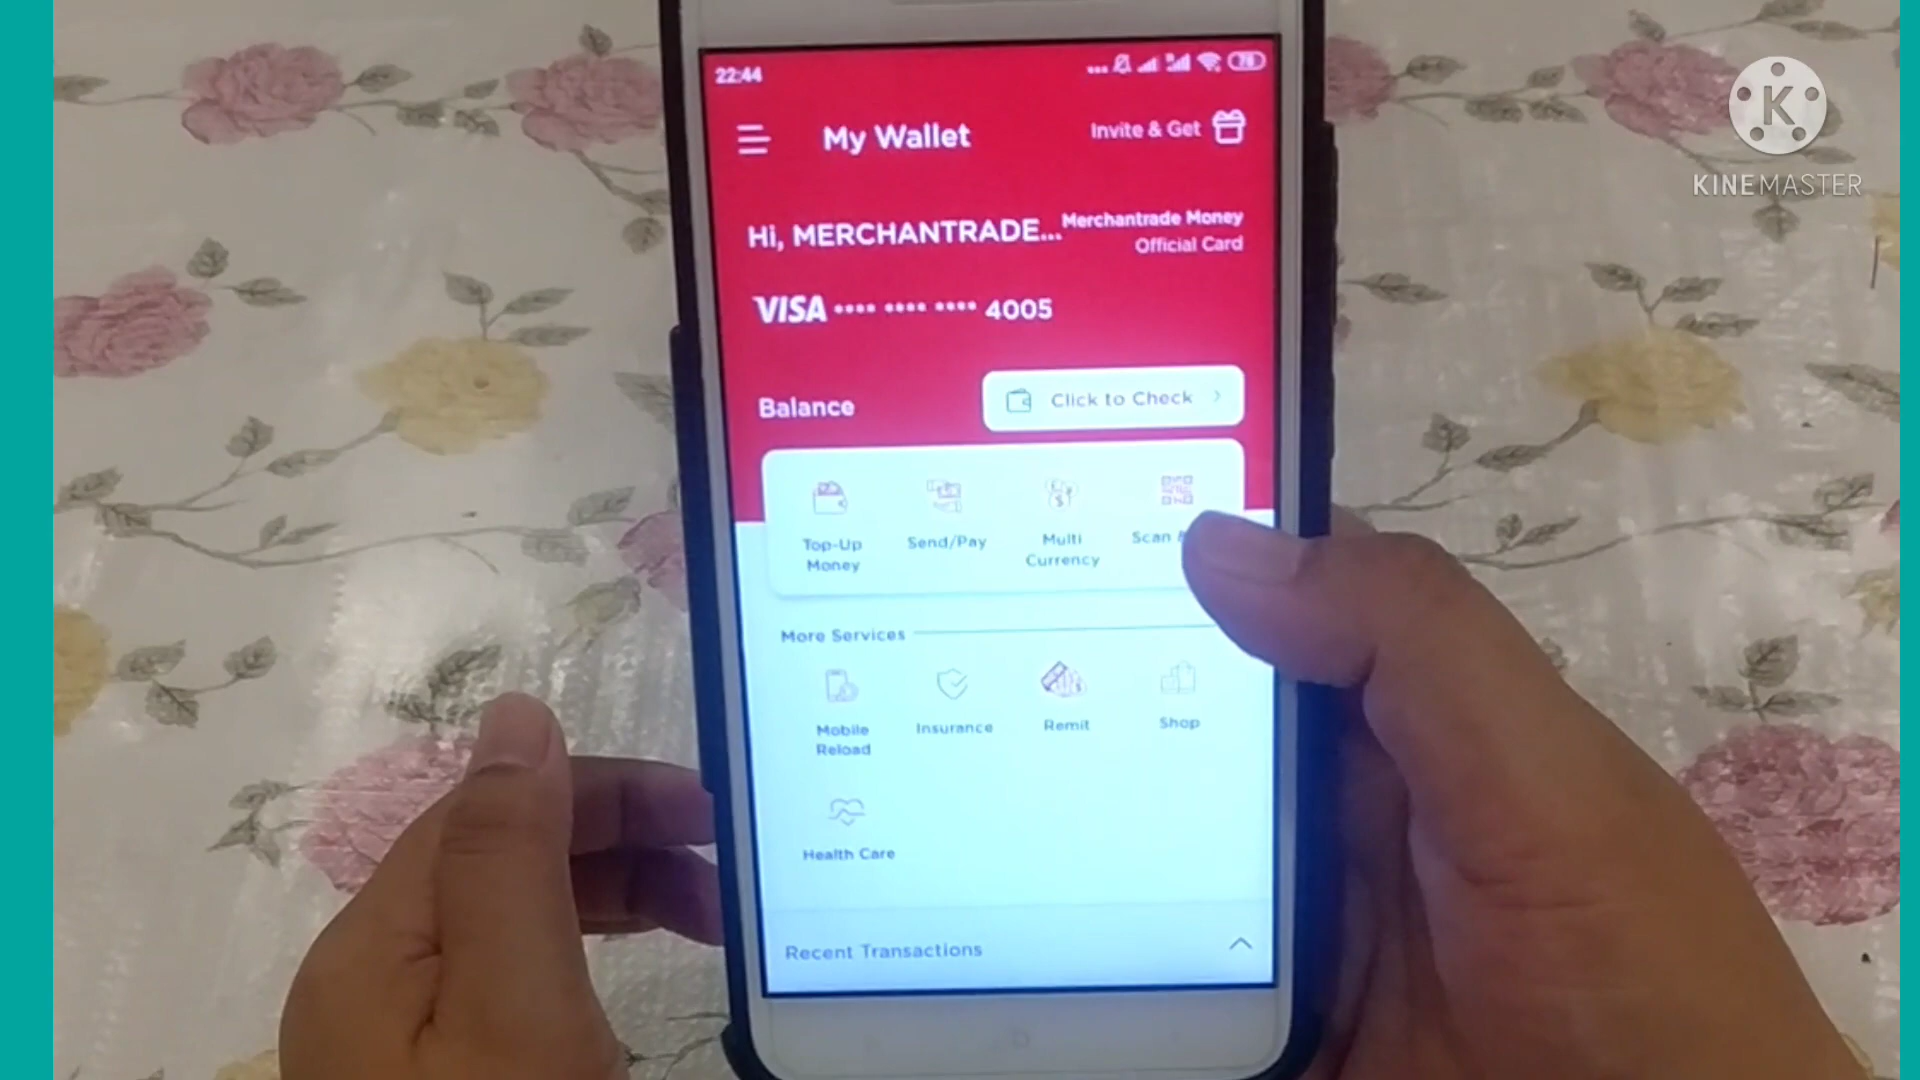 22:44
78
My Wallet
Invite & Get
Hi, MERCHANTRADE...
Merchantrade Money
Official Card
VISA •••• •••• •••• 4005
Balance
Click to Check
Top-Up
Money
Send/Pay
Multi
Currency
Scan
More Services
Mobile
Reload
Insurance
Remit
Shop
Health Care
Recent Transactions
K
KINEMASTER